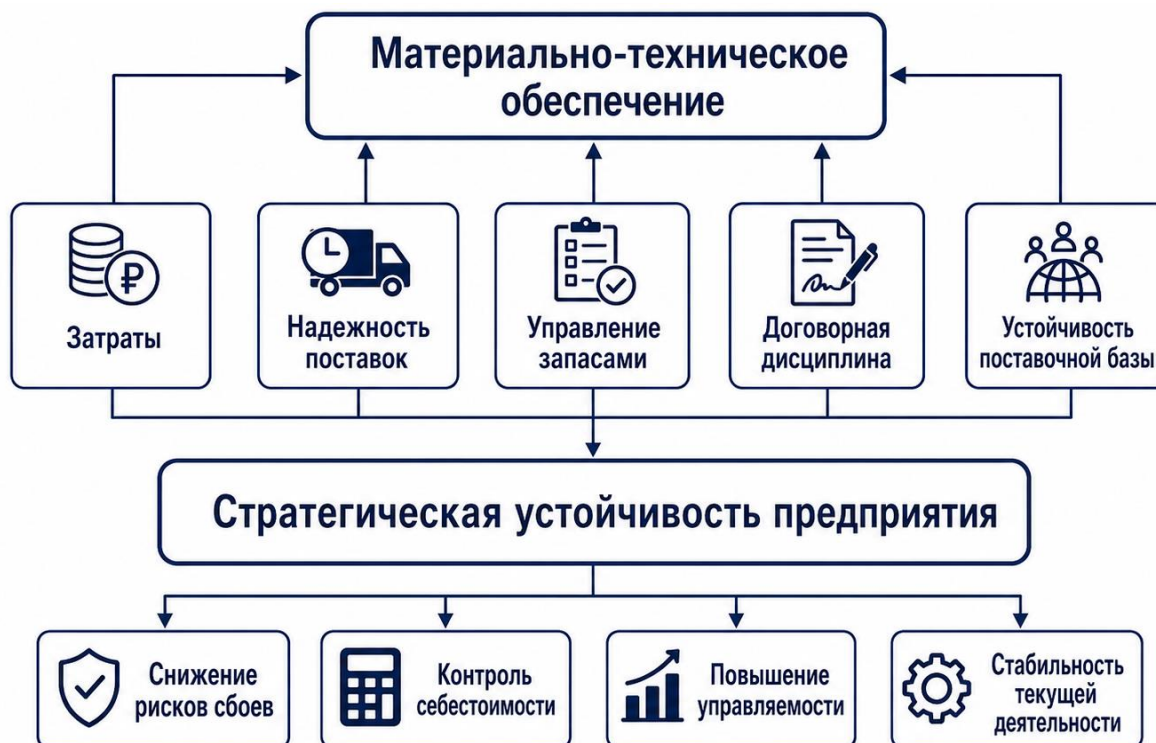 Материально-техническое
обеспечение
₽
Затраты
Надежность
поставок
Управление
запасами
Договорная
дисциплина
Устойчивость
поставочной базы
Стратегическая устойчивость предприятия
Снижение
рисков сбоев
Контроль
себестоимости
Повышение
управляемости
Стабильность
текущей
деятельности